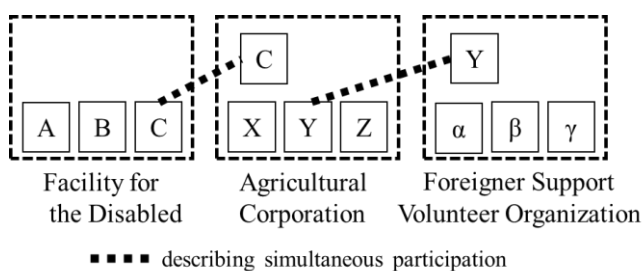 C
Y
A B C
X Y Z
α β γ
Facility for
the Disabled
Agricultural
Corporation
Foreigner Support
Volunteer Organization
describing simultaneous participation